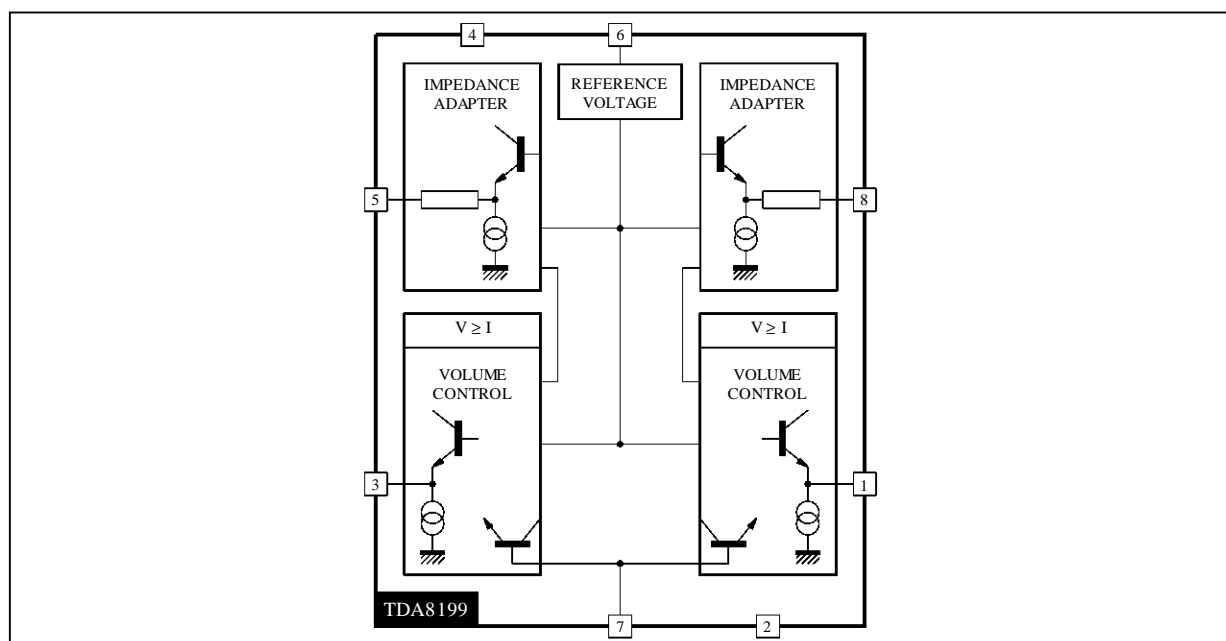 4
6
IMPEDANCE
ADAPTER
REFERENCE
VOLTAGE
IMPEDANCE
ADAPTER
5
8
V ≥ I
V ≥ I
VOLUME
CONTROL
VOLUME
CONTROL
3
1
TDA8199
7
2